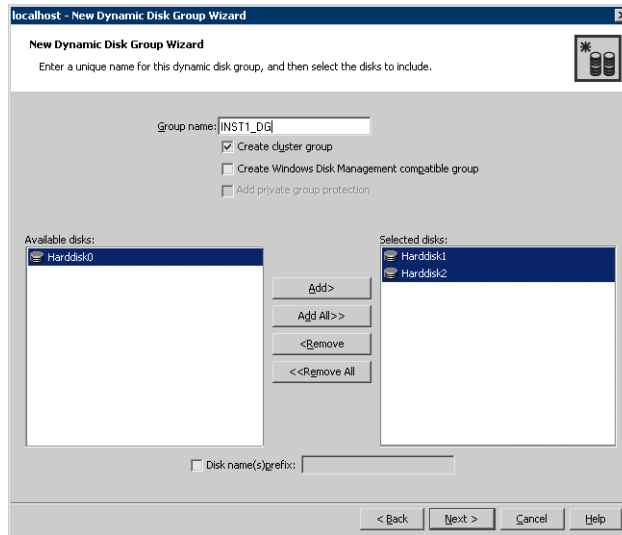 localhost - New Dynamic Disk Group Wizard
New Dynamic Disk Group Wizard
Enter a unique name for this dynamic disk group, and then select the disks to include.
Group name: INST1_DG
Create cluster group
Create Windows Disk Management compatible group
Add private group protection
Available disks:
Harddisk0
Selected disks:
Harddisk1
Harddisk2
Add>
Add All>>
<Remove
<<Remove All
Disk name(s)prefix:
< Back
Next >
Cancel
Help